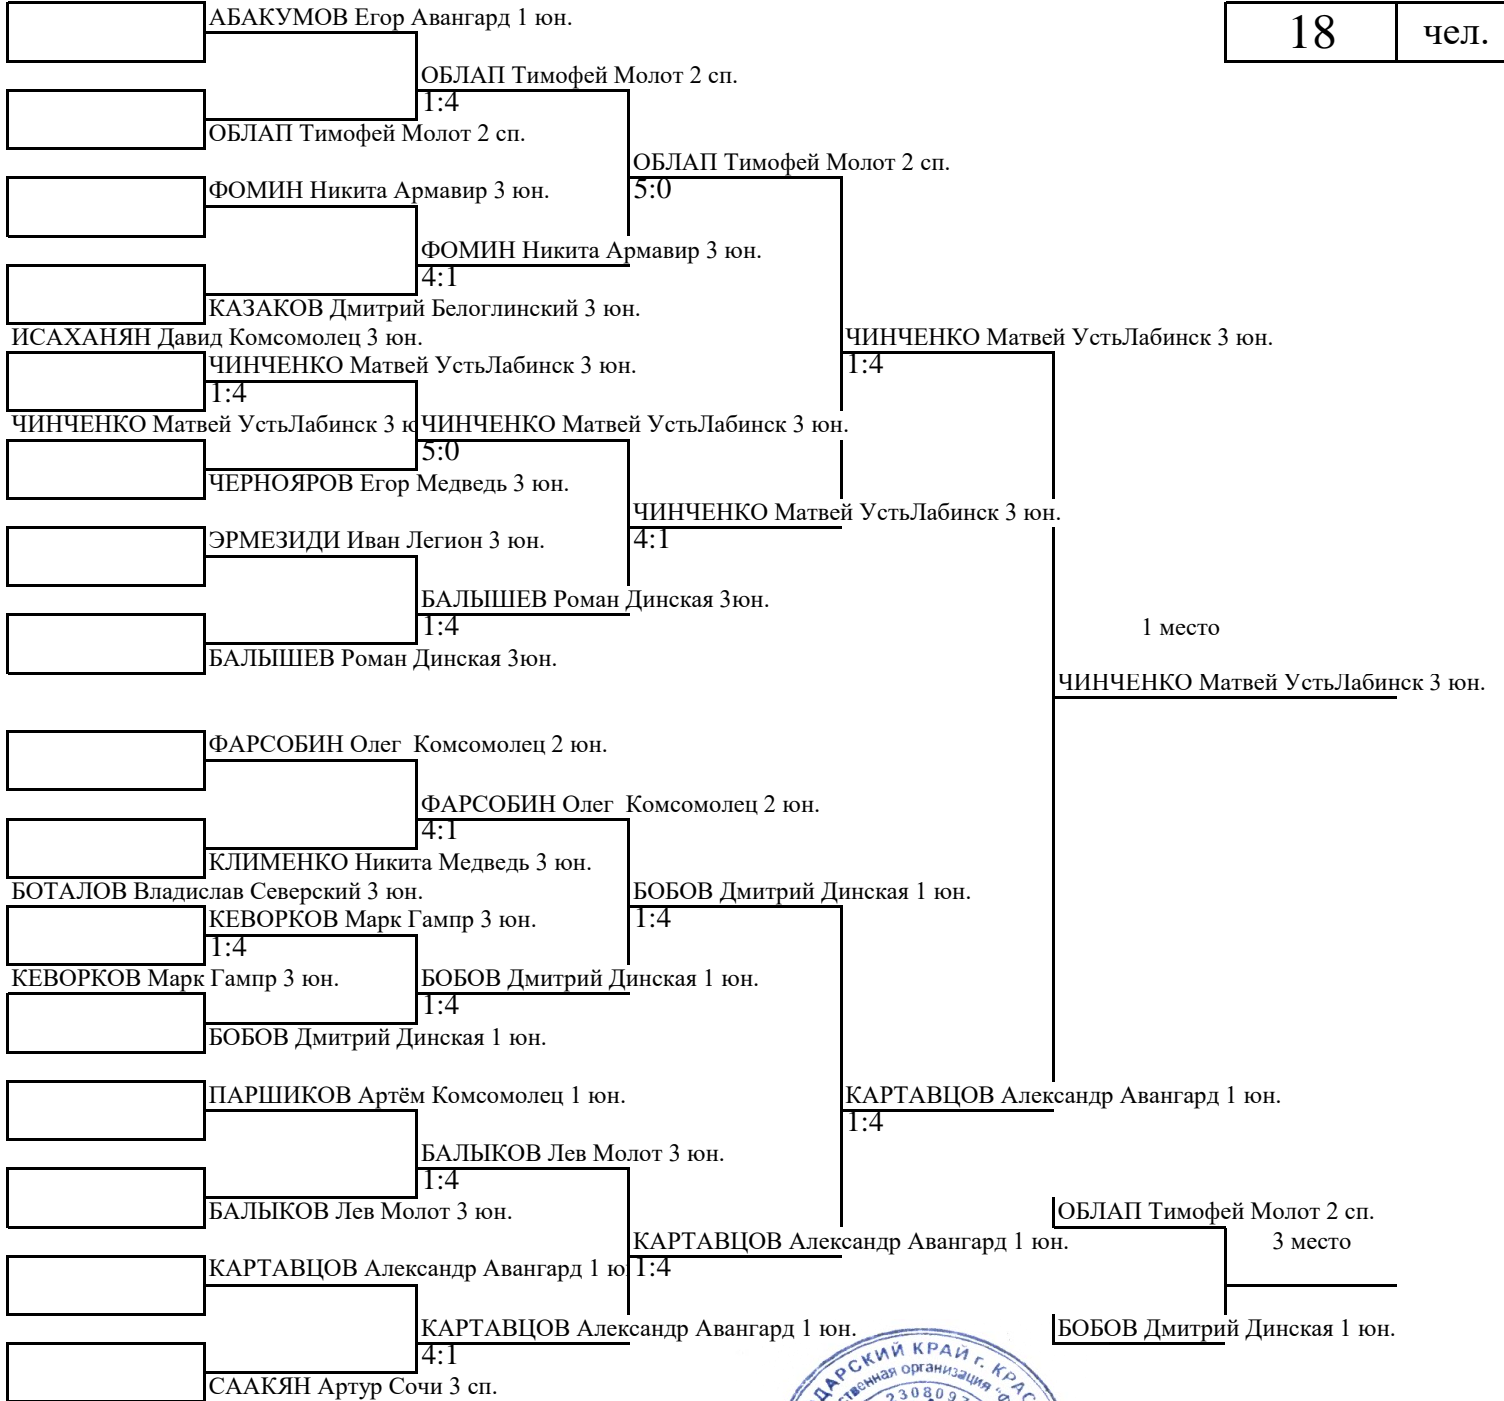 АБАКУМОВ Егор Авангард 1 юн.
18 чел.
ОБЛАП Тимофей Молот 2 сп.
1:4
ОБЛАП Тимофей Молот 2 сп.
ОБЛАП Тимофей Молот 2 сп.
5:0
ФОМИН Никита Армавир 3 юн.
ФОМИН Никита Армавир 3 юн.
4:1
КАЗАКОВ Дмитрий Белоглинский 3 юн.
ИСАХАНЯН Давид Комсомолец 3 юн.
ЧИНЧЕНКО Матвей УстьЛабинск 3 юн.
1:4
ЧИНЧЕНКО Матвей УстьЛабинск 3 юн.
1:4
ЧИНЧЕНКО Матвей УстьЛабинск 3 ю
ЧИНЧЕНКО Матвей УстьЛабинск 3 юн.
5:0
ЧЕРНОЯРОВ Егор Медведь 3 юн.
ЧИНЧЕНКО Матвей УстьЛабинск 3 юн.
4:1
ЭРМЕЗИДИ Иван Легион 3 юн.
БАЛЫШЕВ Роман Динская 3юн.
1:4
1 место
БАЛЫШЕВ Роман Динская 3юн.
ЧИНЧЕНКО Матвей УстьЛабинск 3 юн.
ФАРСОБИН Олег  Комсомолец 2 юн.
ФАРСОБИН Олег  Комсомолец 2 юн.
4:1
КЛИМЕНКО Никита Медведь 3 юн.
БОТАЛОВ Владислав Северский 3 юн.
БОБОВ Дмитрий Динская 1 юн.
1:4
КЕВОРКОВ Марк Гампр 3 юн.
1:4
КЕВОРКОВ Марк Гампр 3 юн.
БОБОВ Дмитрий Динская 1 юн.
1:4
БОБОВ Дмитрий Динская 1 юн.
ПАРШИКОВ Артём Комсомолец 1 юн.
КАРТАВЦОВ Александр Авангард 1 юн.
1:4
БАЛЫКОВ Лев Молот 3 юн.
1:4
БАЛЫКОВ Лев Молот 3 юн.
ОБЛАП Тимофей Молот 2 сп.
КАРТАВЦОВ Александр Авангард 1 юн.
1:4
3 место
КАРТАВЦОВ Александр Авангард 1 ю
КАРТАВЦОВ Александр Авангард 1 юн.
4:1
БОБОВ Дмитрий Динская 1 юн.
СААКЯН Артур Сочи 3 сп.
ДАРСКИЙ КРАЙ г. КРАС
ственная организация "Ф
230809